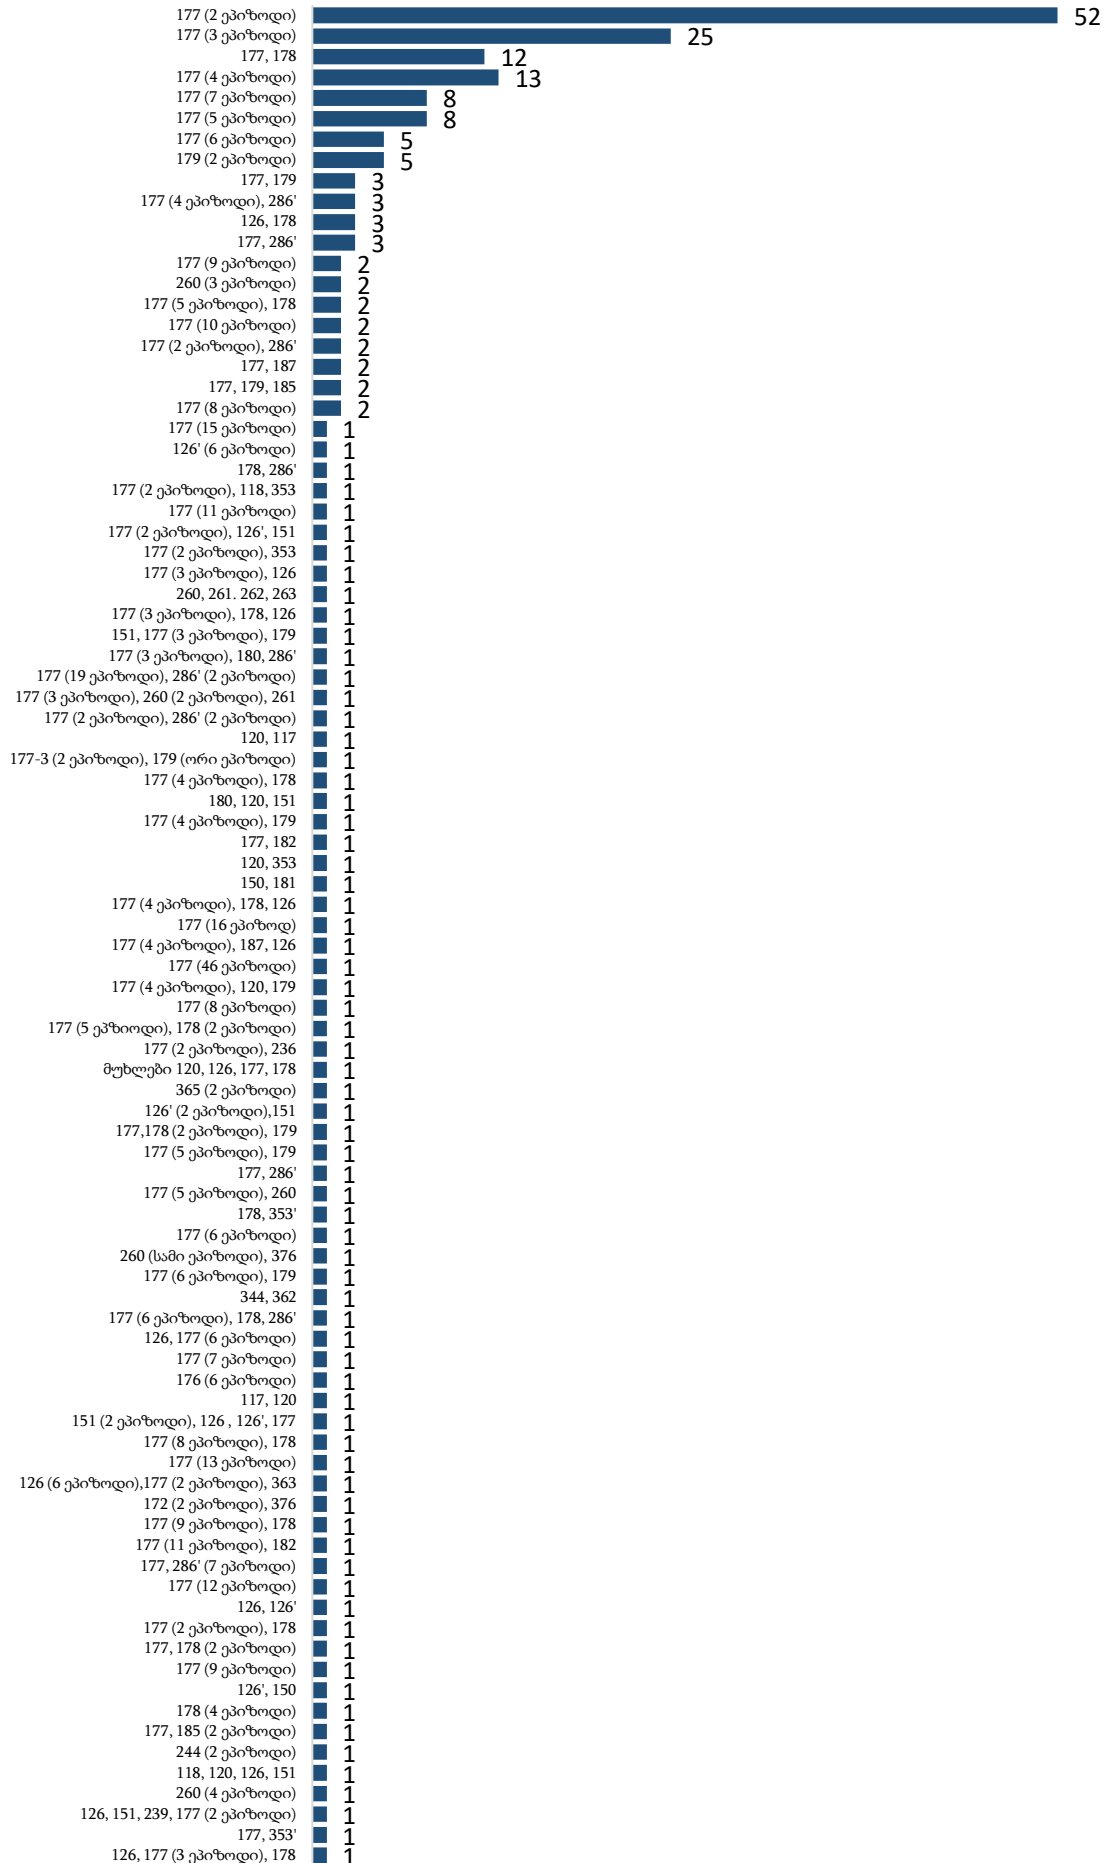 177 (2 ეპიზოდი) 52
177 (3 ეპიზოდი) 25
177, 178 12
177 (4 ეპიზოდი) 13
177 (7 ეპიზოდი) 8
177 (5 ეპიზოდი) 8
177 (6 ეპიზოდი) 5
179 (2 ეპიზოდი) 5
177, 179 3
177 (4 ეპიზოდი), 286' 3
126, 178 3
177, 286' 3
177 (9 ეპიზოდი) 2
260 (3 ეპიზოდი) 2
177 (5 ეპიზოდი), 178 2
177 (10 ეპიზოდი) 2
177 (2 ეპიზოდი), 286' 2
177, 187 2
177, 179, 185 2
177 (8 ეპიზოდი) 2
177 (15 ეპიზოდი) 1
126' (6 ეპიზოდი) 1
178, 286' 1
177 (2 ეპიზოდი), 118, 353 1
177 (11 ეპიზოდი) 1
177 (2 ეპიზოდი), 126', 151 1
177 (2 ეპიზოდი), 353 1
177 (3 ეპიზოდი), 126 1
260, 261. 262, 263 1
177 (3 ეპიზოდი), 178, 126 1
151, 177 (3 ეპიზოდი), 179 1
177 (3 ეპიზოდი), 180, 286' 1
177 (19 ეპიზოდი), 286' (2 ეპიზოდი) 1
177 (3 ეპიზოდი), 260 (2 ეპიზოდი), 261 1
177 (2 ეპიზოდი), 286' (2 ეპიზოდი) 1
120, 117 1
177-3 (2 ეპიზოდი), 179 (ორი ეპიზოდი) 1
177 (4 ეპიზოდი), 178 1
180, 120, 151 1
177 (4 ეპიზოდი), 179 1
177, 182 1
120, 353 1
150, 181 1
177 (4 ეპიზოდი), 178, 126 1
177 (16 ეპიზოდ) 1
177 (4 ეპიზოდი), 187, 126 1
177 (46 ეპიზოდი) 1
177 (4 ეპიზოდი), 120, 179 1
177 (8 ეპიზოდი) 1
177 (5 ეპზიოდი), 178 (2 ეპიზოდი) 1
177 (2 ეპიზოდი), 236 1
მუხლები 120, 126, 177, 178 1
365 (2 ეპიზოდი) 1
126' (2 ეპიზოდი),151 1
177,178 (2 ეპიზოდი), 179 1
177 (5 ეპიზოდი), 179 1
177, 286' 1
177 (5 ეპიზოდი), 260 1
178, 353' 1
177 (6 ეპიზოდი) 1
260 (სამი ეპიზოდი), 376 1
177 (6 ეპიზოდი), 179 1
344, 362 1
177 (6 ეპიზოდი), 178, 286' 1
126, 177 (6 ეპიზოდი) 1
177 (7 ეპიზოდი) 1
176 (6 ეპიზოდი) 1
117, 120 1
151 (2 ეპიზოდი), 126 , 126', 177 1
177 (8 ეპიზოდი), 178 1
177 (13 ეპიზოდი) 1
126 (6 ეპიზოდი),177 (2 ეპიზოდი), 363 1
172 (2 ეპიზოდი), 376 1
177 (9 ეპიზოდი), 178 1
177 (11 ეპიზოდი), 182 1
177, 286' (7 ეპიზოდი) 1
177 (12 ეპიზოდი) 1
126, 126' 1
177 (2 ეპიზოდი), 178 1
177, 178 (2 ეპიზოდი) 1
177 (9 ეპიზოდი) 1
126', 150 1
178 (4 ეპიზოდი) 1
177, 185 (2 ეპიზოდი) 1
244 (2 ეპიზოდი) 1
118, 120, 126, 151 1
260 (4 ეპიზოდი) 1
126, 151, 239, 177 (2 ეპიზოდი) 1
177, 353' 1
126, 177 (3 ეპიზოდი), 178 1